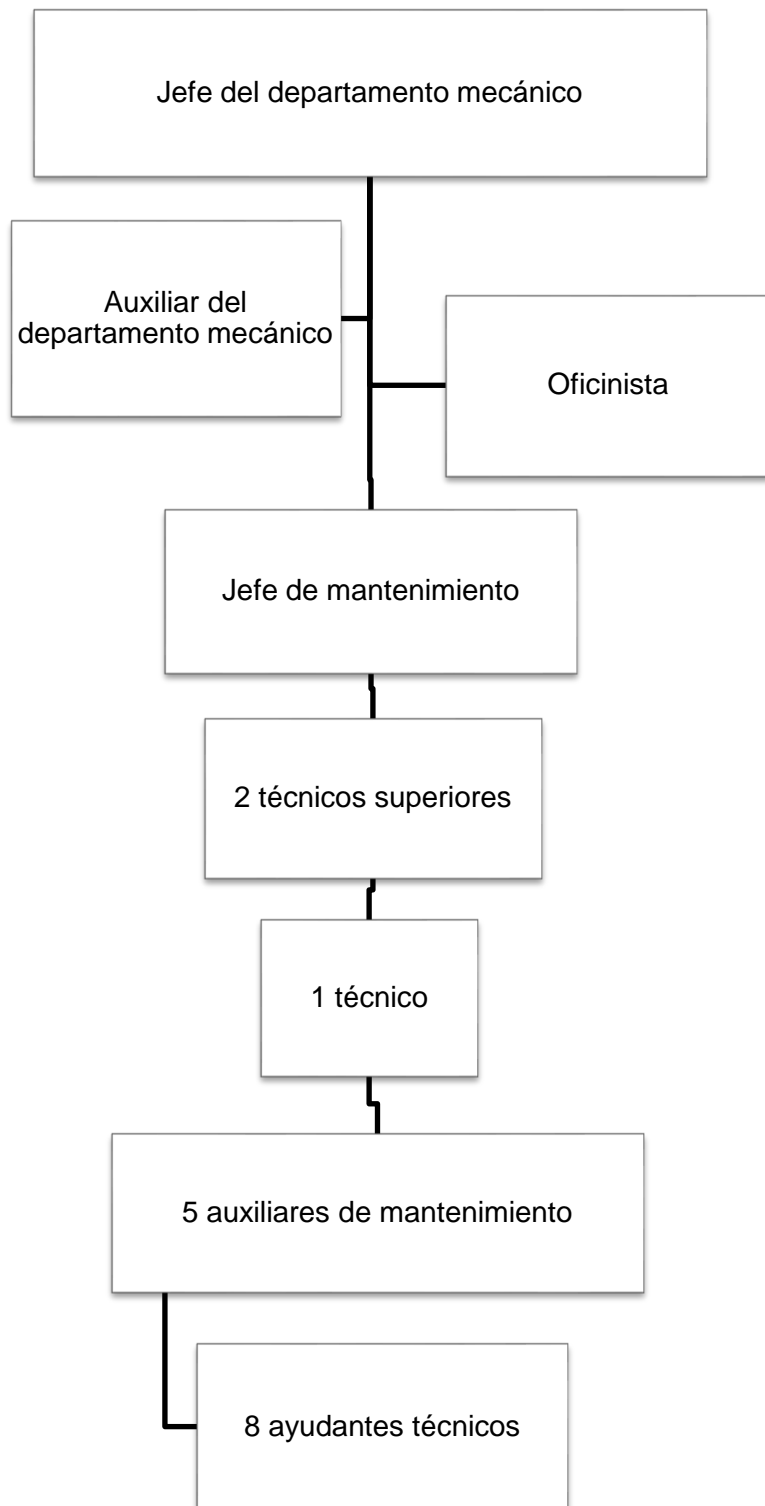 Jefe del departamento mecánico
Auxiliar del
departamento mecánico
Oficinista
Jefe de mantenimiento
2 técnicos superiores
1 técnico
5 auxiliares de mantenimiento
8 ayudantes técnicos